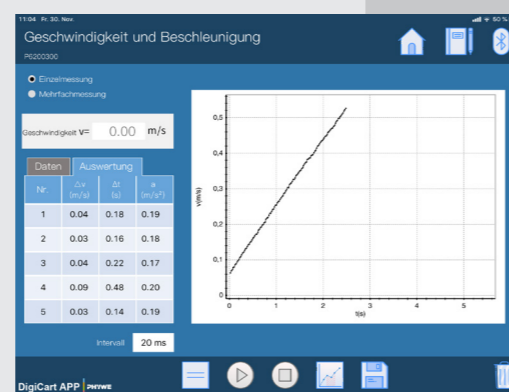 11:04 Fr. 30. Nov.
50 %
Geschwindigkeit und Beschleunigung
P5200300
Einzelmessung
Mehrfachmessung
Geschwindigkeit V= 0.00 m/s
Daten Auswertung
Nr. Δv (m/s) Δt (s) a (m/s²)
1 0.04 0.18 0.19
2 0.03 0.16 0.18
3 0.04 0.22 0.17
4 0.09 0.48 0.20
5 0.03 0.14 0.19
Intervall 20 ms
v(m/s)
0,5
0,4
0,3
0,2
0,1
0
0 1 2 3 4 5
t(s)
DigiCart APP PHYWE